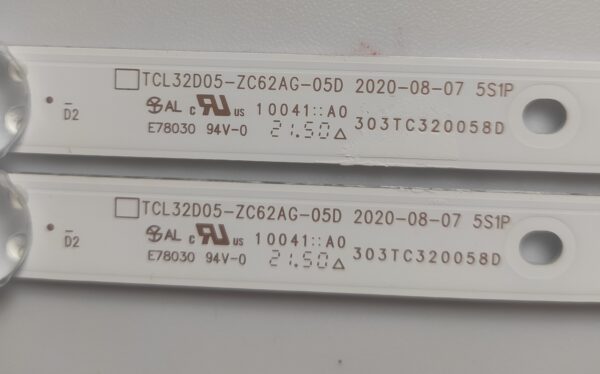 TCL32D05-ZC62AG-05D 2020-08-07 5S1P
D2
AL c UL us 10041::A0
E78030 94V-0 21.50△ 303TC320058D
TCL32D05-ZC62AG-05D 2020-08-07 5S1P
D2
AL c UL us 10041::A0
E78030 94V-0 21.50△ 303TC320058D